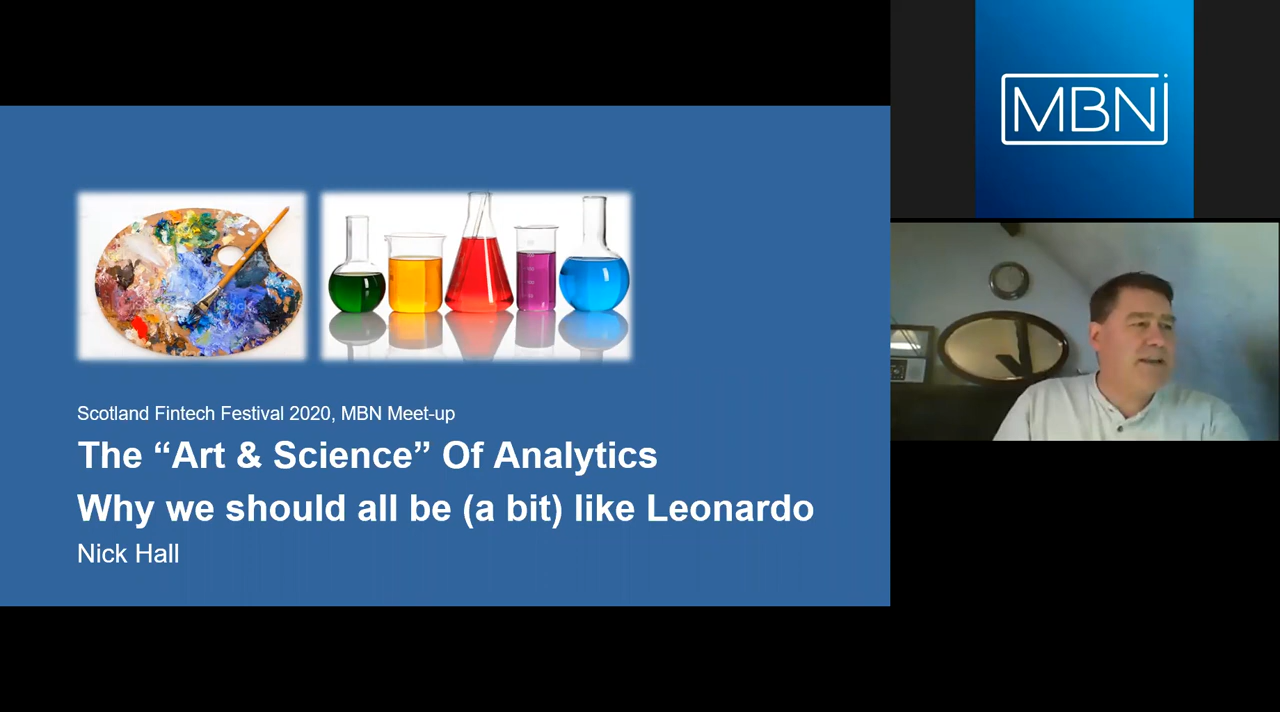 MBN
Scotland Fintech Festival 2020, MBN Meet-up
The “Art & Science” Of Analytics
Why we should all be (a bit) like Leonardo
Nick Hall